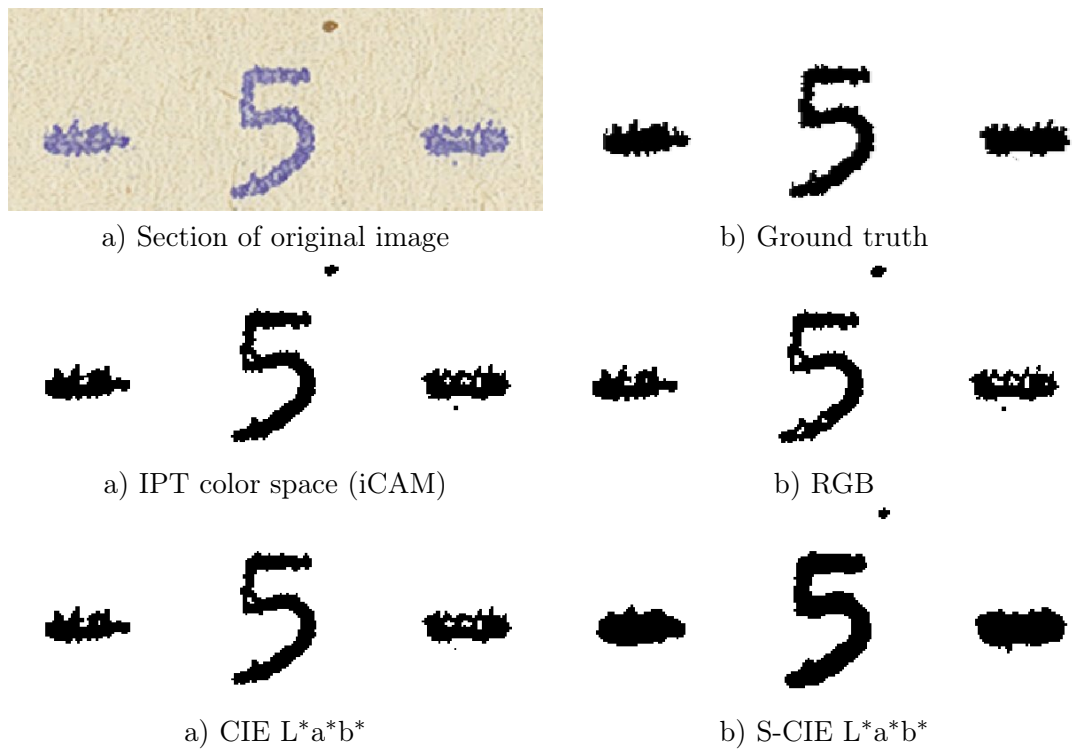 - 5 -
a) Section of original image
- 5 -
b) Ground truth
- 5 -
a) IPT color space (iCAM)
- 5 -
b) RGB
- 5 -
a) CIE L*a*b*
- 5 -
b) S-CIE L*a*b*